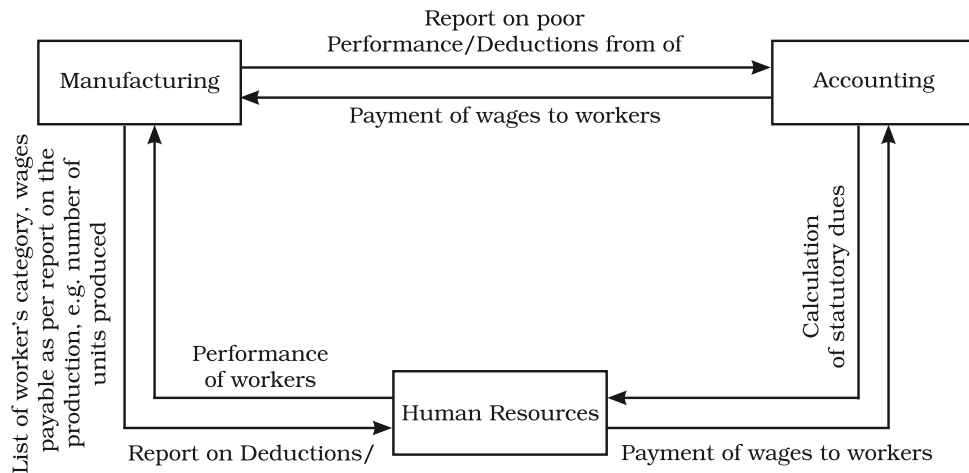 Report on poor
Performance/Deductions from of
Manufacturing
Accounting
Payment of wages to workers
List of worker's category, wages
payable as per report on the
production, e.g. number of
units produced
Calculation
of statutory dues
Performance
of workers
Human Resources
Report on Deductions/
Payment of wages to workers